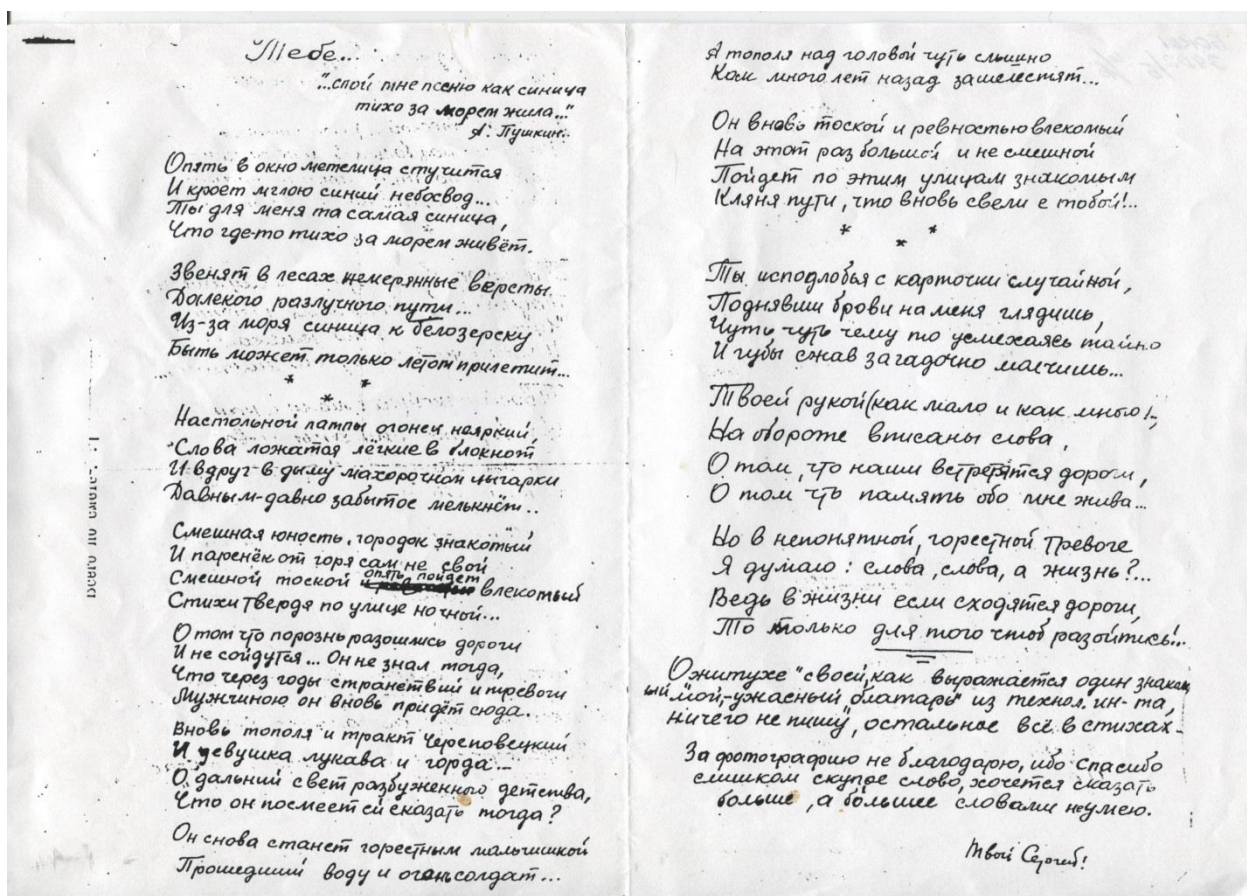 Тебе...
"...спой мне песню как синица
тихо за морем жила..."
А. Пушкин.
Опять в окно метелица стучится
И кроет мглою синий небосвод...
Ты для меня та самая синица,
Что где-то тихо за морем живёт.
Звенят в лесах немерянные версты
Далекого разлучного пути...
Из-за моря синица к Белозерску
Быть может только летом прилетит...
* * *
Настольной лампы огонек неяркий,
Слова ложатся лёгкие в блокнот
И вдруг в дыму махорочном цыгарки
Давным-давно забытое мелькнёт..
Смешная юность, городок знакомый
И паренёк от горя сам не свой
опять пойдет
Смешной тоской влекомый
Стихи твердя по улице ночной...
О том что порознь разошлись дороги
И не сойдутся... Он не знал тогда,
Что через годы странствий и тревоги
Мужчиною он вновь придёт сюда.
Вновь тополя и тракт Череповецкий
И девушка лукава и горда...
О, дальний свет разбуженного детства,
Что он посмеет ей сказать тогда?
Он снова станет горестным мальчишкой
Прошедший воду и огонь солдат...
А тополя над головой чуть слышно
Как много лет назад зашелестят...
Он вновь тоской и ревностью влекомый
На этот раз большой и не смешной
Пойдет по этим улицам знакомым
Кляня пути, что вновь свели с тобой!..
* * *
Ты исподлобья с карточки случайной,
Поднявши брови на меня глядишь,
Чуть чуть чему то усмехаясь тайно
И губы сжав загадочно молчишь...
Твоей рукой (как мало и как много!..
На обороте вписаны слова,
О том, что наши встретятся дороги,
О том что память обо мне жива...
Но в непонятной, горестной тревоге
Я думаю: слова, слова, а жизнь?...
Ведь в жизни если сходятся дороги,
То только для того чтоб разойтись!..
О житухе "своей, как выражается один знаком
ый мой,-ужасный блатарь" из технол. ин-та,
ничего не пишу, остальное всё в стихах-
За фотографию не благодарю, ибо спасибо
слишком скупое слово, хочется сказать
больше, а большее словами не умею.
Твой Сергей!